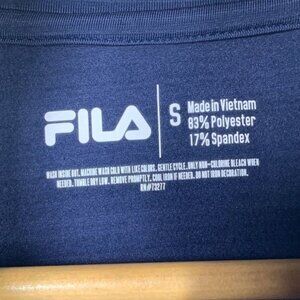 FILA
S
Made in Vietnam
83% Polyester
17% Spandex
WASH INSIDE OUT. MACHINE WASH COLD WITH LIKE COLORS. GENTLE CYCLE. ONLY NON-CHLORINE BLEACH WHEN
NEEDED. TUMBLE DRY LOW. REMOVE PROMPTLY. COOL IRON IF NEEDED. DO NOT IRON DECORATION.
RN#73277